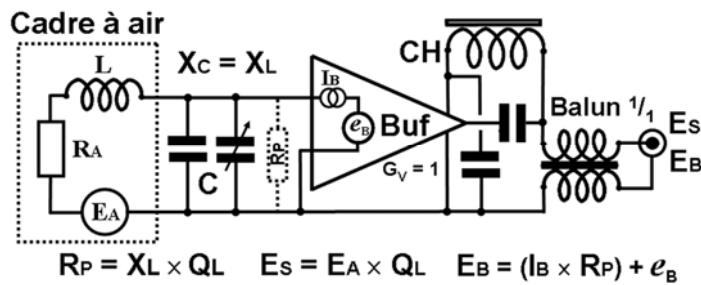 Cadre à air
L
RA
EA
XC = XL
C
RP
IB
eB
Buf
GV = 1
CH
Balun 1/1
ES
EB
RP = XL × QL   ES = EA × QL   EB = (IB × RP) + eB